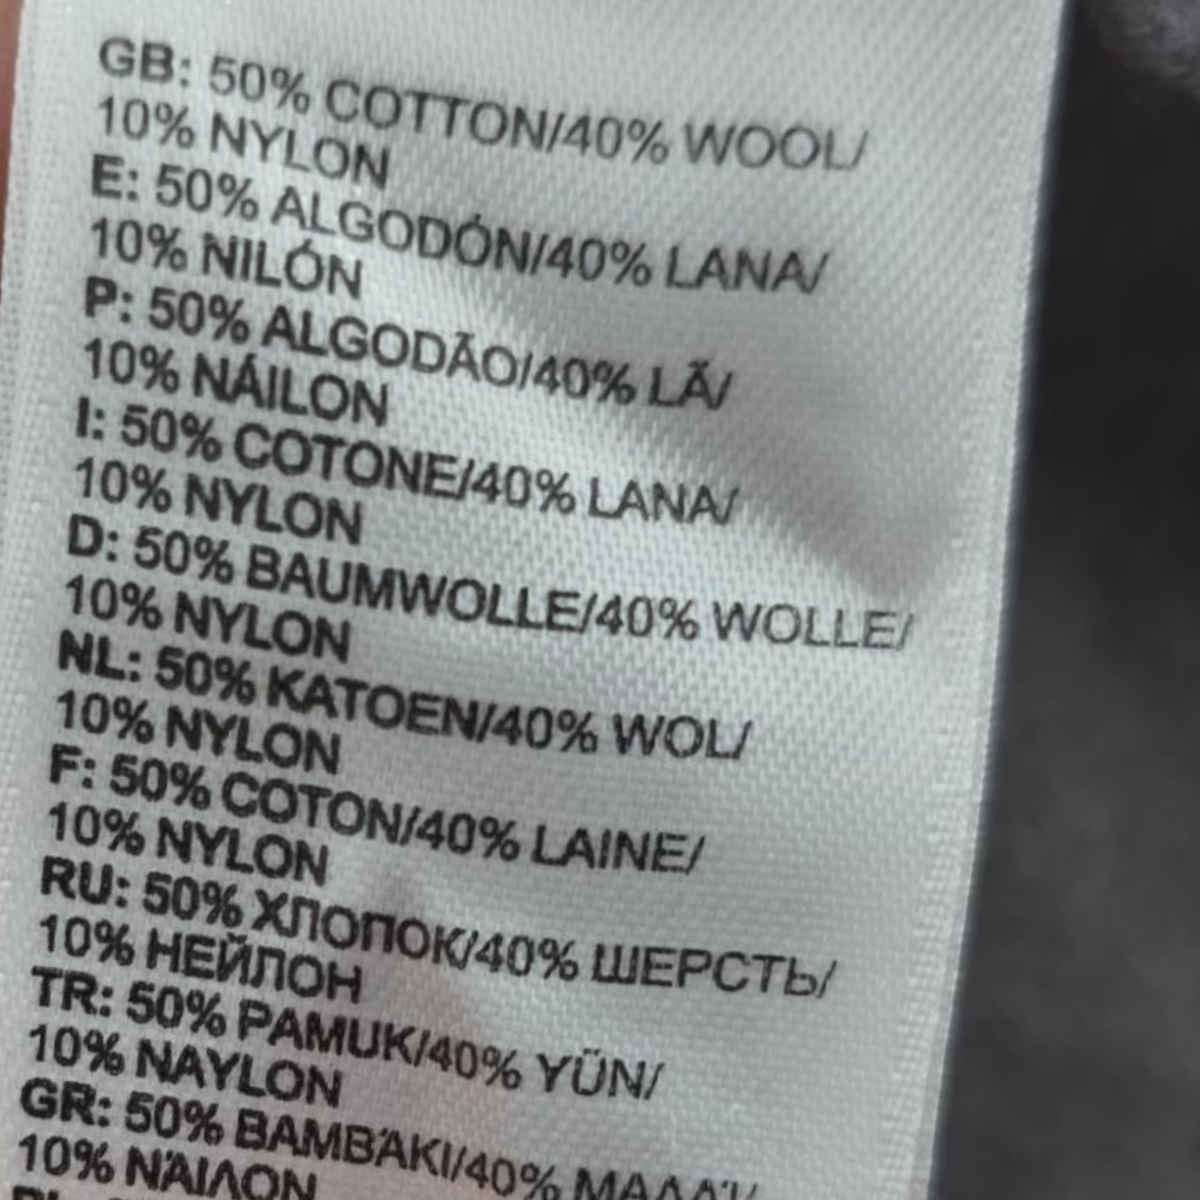 GB: 50% COTTON/40% WOOL/
10% NYLON
E: 50% ALGODÓN/40% LANA/
10% NILÓN
P: 50% ALGODÃO/40% LÃ/
10% NÁILON
I: 50% COTONE/40% LANA/
10% NYLON
D: 50% BAUMWOLLE/40% WOLLE/
10% NYLON
NL: 50% KATOEN/40% WOL/
10% NYLON
F: 50% COTON/40% LAINE/
10% NYLON
RU: 50% ХЛОПОК/40% ШЕРСТЬ/
10% НЕЙЛОН
TR: 50% PAMUK/40% YÜN/
10% NAYLON
GR: 50% ΒΑΜΒΆΚΙ/40%
10% ΝΆΙΛΟΝ